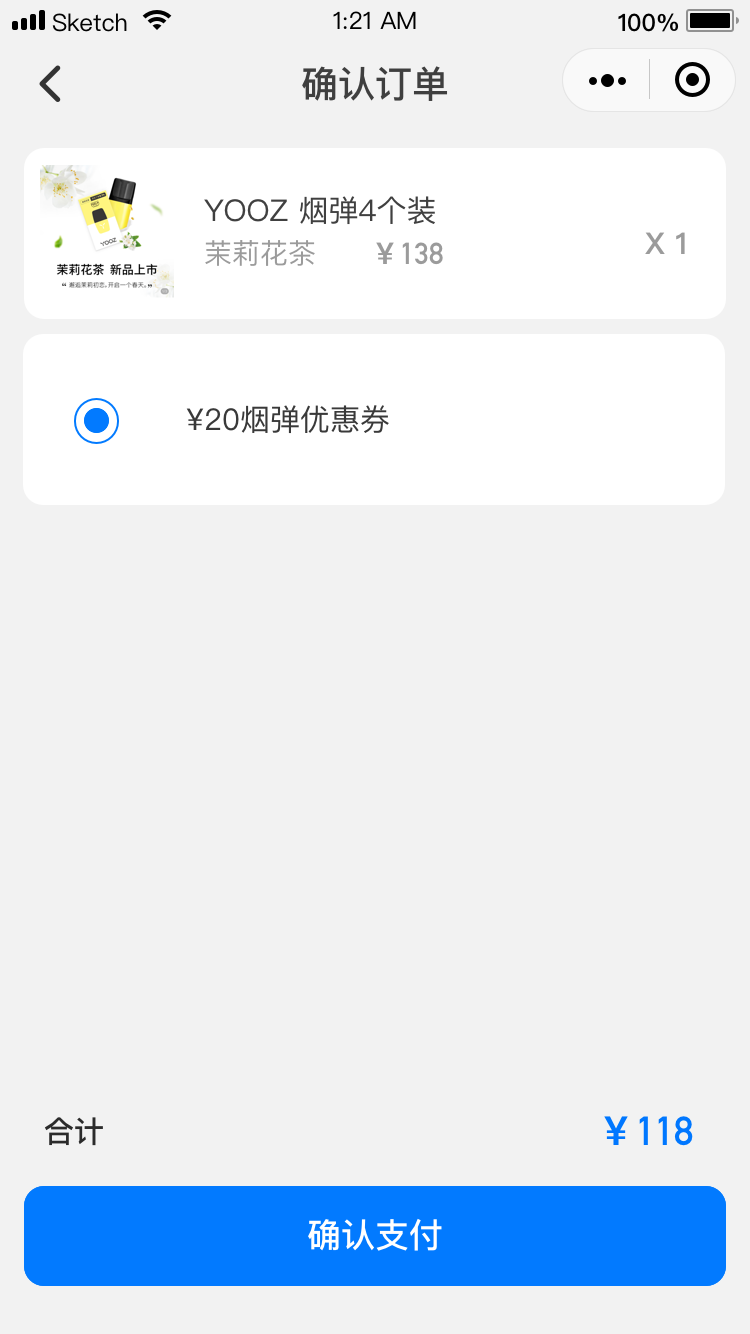 Sketch 1:21 AM 100%
确认订单
YOOZ 烟弹4个装
茉莉花茶 ¥138
X 1
YOOZ
茉莉花茶 新品上市
“邂逅茉莉初恋,开启一个春天。”
¥20烟弹优惠券
合计 ¥118
确认支付